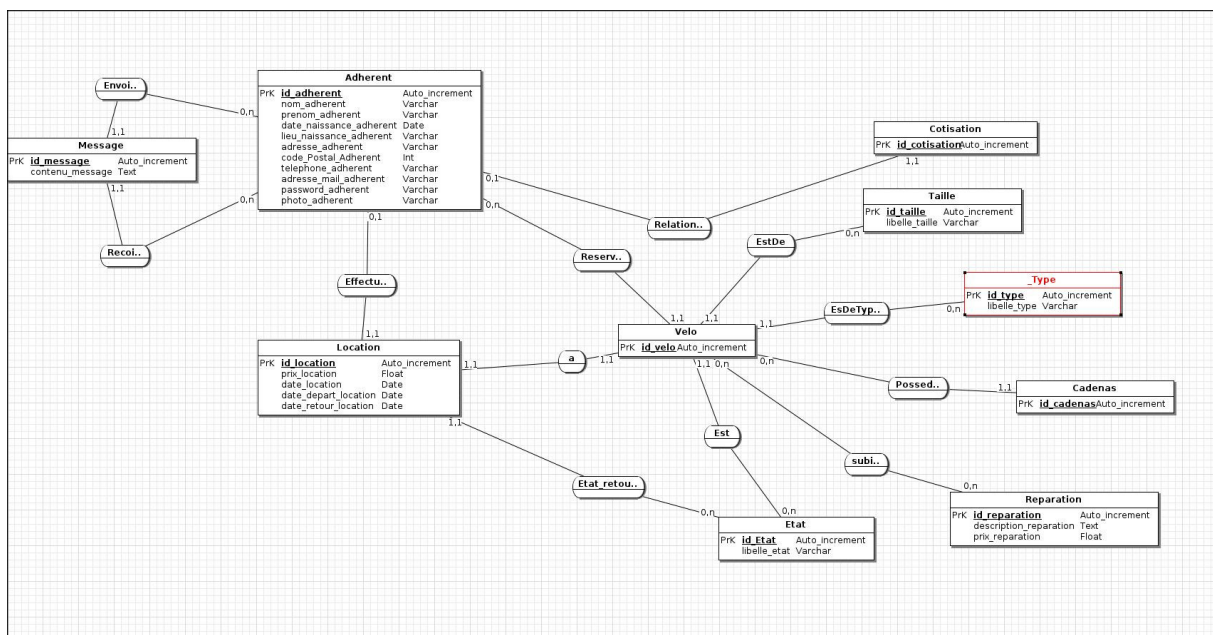 Adherent
PrK id_adherent Auto_increment
nom_adherent Varchar
prenom_adherent Varchar
date_naissance_adherent Date
lieu_naissance_adherent Varchar
adresse_adherent Varchar
code_Postal_Adherent Int
telephone_adherent Varchar
adresse_mail_adherent Varchar
password_adherent Varchar
photo_adherent Varchar
Envoi..
0,n
1,1
Message
PrK id_message Auto_increment
contenu_message Text
1,1
0,n
Recoi..
Cotisation
PrK id_cotisationAuto_increment
1,1
0,1
Relation..
Taille
PrK id_taille Auto_increment
libelle_taille Varchar
0,n
EstDe
1,1
0,n
Reserv..
1,1
0,1
Effectu..
1,1
_Type
PrK id_type Auto_increment
libelle_type Varchar
0,n
EsDeTyp..
1,1
Velo
PrK id_velo Auto_increment
Location
PrK id_location Auto_increment
prix_location Float
date_location Date
date_depart_location Date
date_retour_location Date
1,1
a
1,1
0,n
Possed..
1,1
Cadenas
PrK id_cadenasAuto_increment
1,1
Est
0,n
0,n
subi..
0,n
1,1
Etat_retou..
0,n
Reparation
PrK id_reparation Auto_increment
description_reparation Text
prix_reparation Float
Etat
PrK id_Etat Auto_increment
libelle_etat Varchar